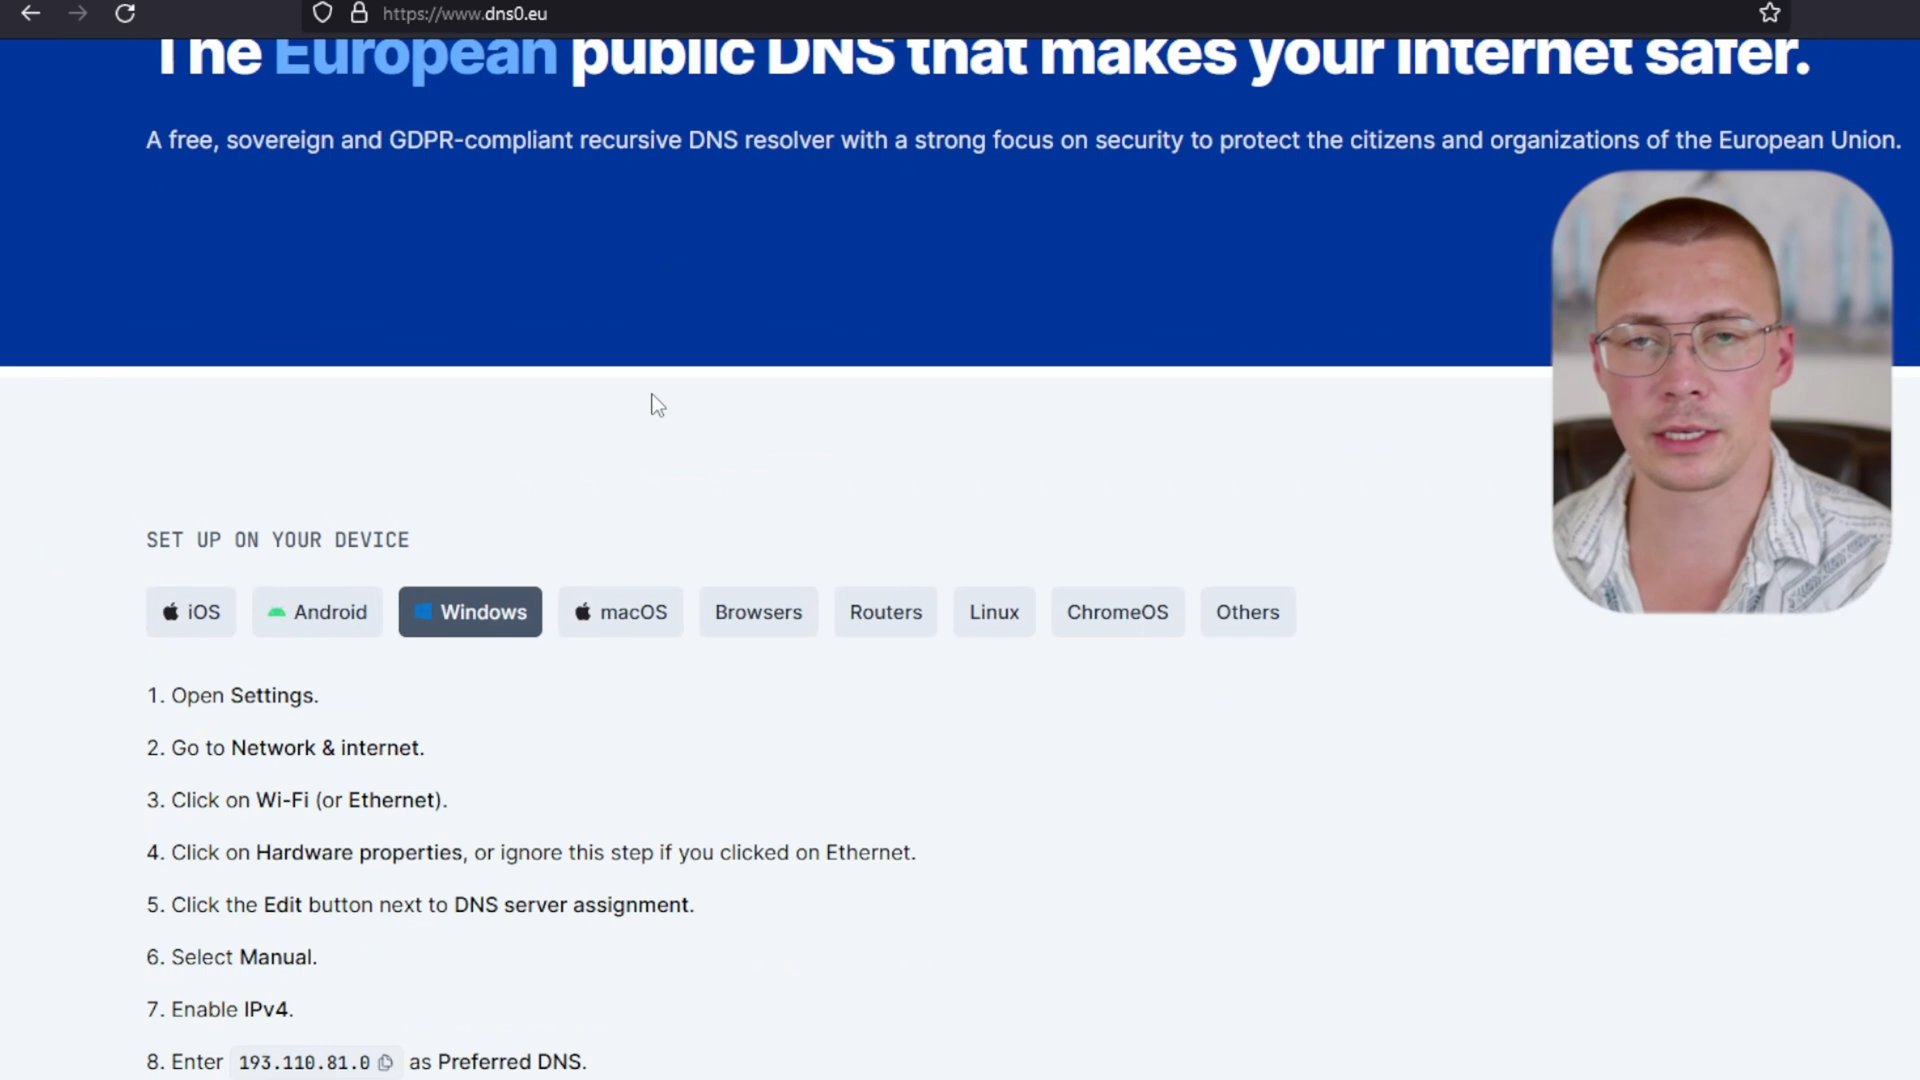 https://www.dns0.eu
The European public DNS that makes your internet safer.
A free, sovereign and GDPR-compliant recursive DNS resolver with a strong focus on security to protect the citizens and organizations of the European Union.
SET UP ON YOUR DEVICE
iOS Android Windows macOS Browsers Routers Linux ChromeOS Others
1. Open Settings.
2. Go to Network & internet.
3. Click on Wi-Fi (or Ethernet).
4. Click on Hardware properties, or ignore this step if you clicked on Ethernet.
5. Click the Edit button next to DNS server assignment.
6. Select Manual.
7. Enable IPv4.
8. Enter 193.110.81.0 as Preferred DNS.